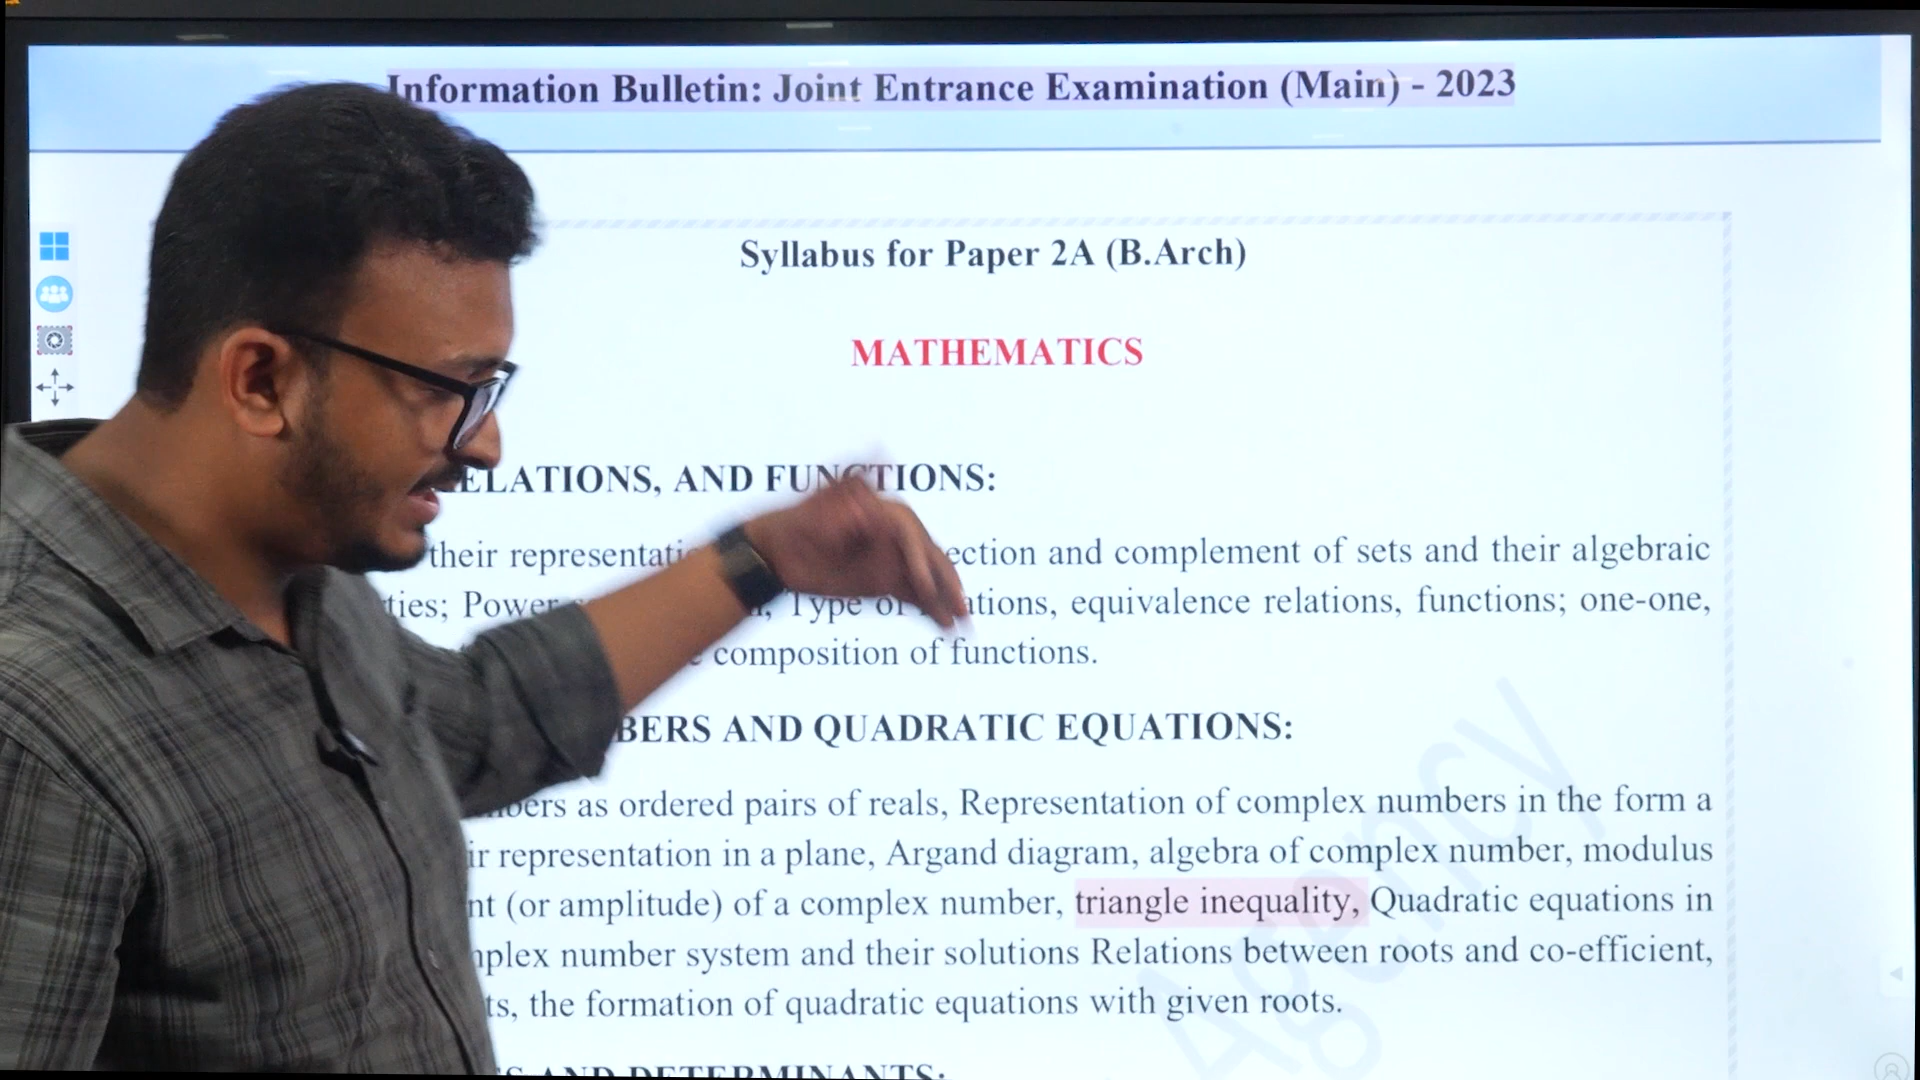 Information Bulletin: Joint Entrance Examination (Main) - 2023
Syllabus for Paper 2A (B.Arch)
MATHEMATICS
ELATIONS, AND FUNCTIONS:
their representati ection and complement of sets and their algebraic
ties; Power Type of ations, equivalence relations, functions; one-one,
composition of functions.
BERS AND QUADRATIC EQUATIONS:
bers as ordered pairs of reals, Representation of complex numbers in the form a
ir representation in a plane, Argand diagram, algebra of complex number, modulus
nt (or amplitude) of a complex number, triangle inequality, Quadratic equations in
plex number system and their solutions Relations between roots and co-efficient,
ts, the formation of quadratic equations with given roots.
S AND DETERMINANTS:
Agency